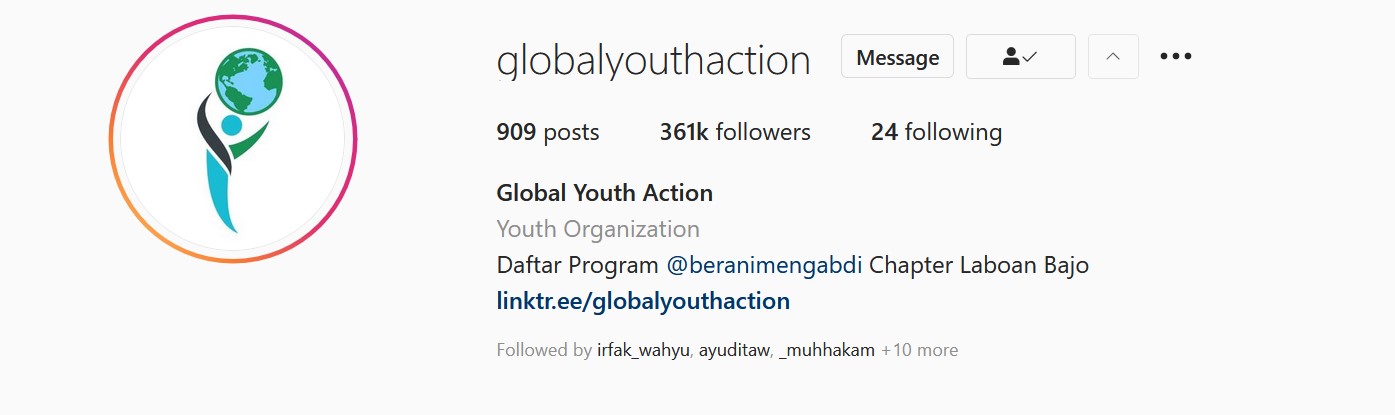 globalyouthaction Message
909 posts 361k followers 24 following
Global Youth Action
Youth Organization
Daftar Program @beranimengabdi Chapter Laboan Bajo
linktr.ee/globalyouthaction
Followed by irfak_wahyu, ayuditaw, _muhhakam +10 more